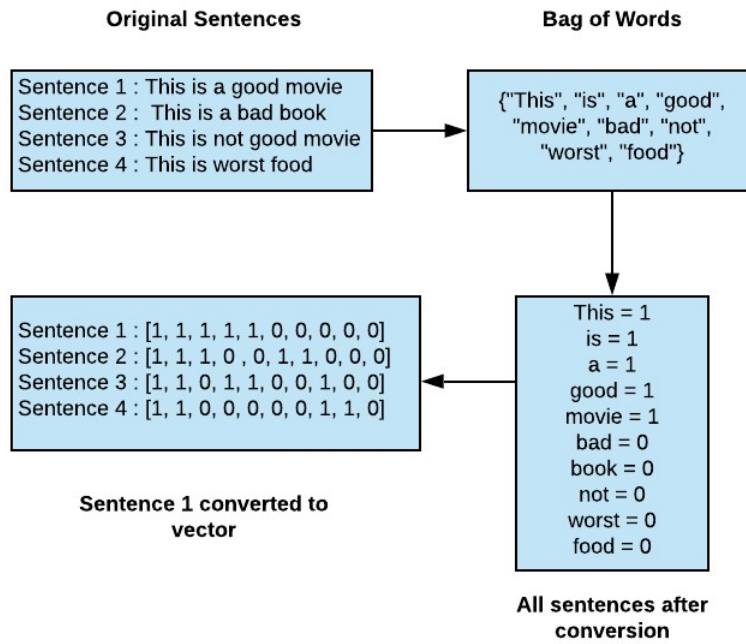 Original Sentences
Bag of Words
Sentence 1 : This is a good movie
Sentence 2 :  This is a bad book
Sentence 3 : This is not good movie
Sentence 4 : This is worst food
{"This", "is", "a", "good",
"movie", "bad", "not",
"worst", "food"}
Sentence 1 : [1, 1, 1, 1, 1, 0, 0, 0, 0, 0]
Sentence 2 : [1, 1, 1, 0 , 0, 1, 1, 0, 0, 0]
Sentence 3 : [1, 1, 0, 1, 1, 0, 0, 1, 0, 0]
Sentence 4 : [1, 1, 0, 0, 0, 0, 0, 1, 1, 0]
Sentence 1 converted to
vector
This = 1
is = 1
a = 1
good = 1
movie = 1
bad = 0
book = 0
not = 0
worst = 0
food = 0
All sentences after
conversion